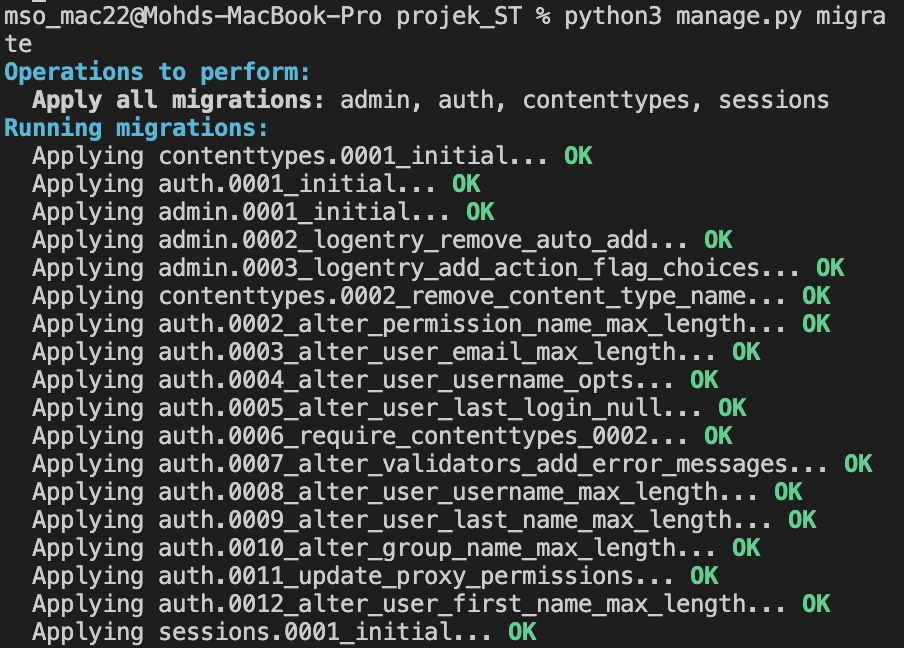 mso_mac22@Mohds-MacBook-Pro projek_ST % python3 manage.py migra
te
Operations to perform:
  Apply all migrations: admin, auth, contenttypes, sessions
Running migrations:
  Applying contenttypes.0001_initial... OK
  Applying auth.0001_initial... OK
  Applying admin.0001_initial... OK
  Applying admin.0002_logentry_remove_auto_add... OK
  Applying admin.0003_logentry_add_action_flag_choices... OK
  Applying contenttypes.0002_remove_content_type_name... OK
  Applying auth.0002_alter_permission_name_max_length... OK
  Applying auth.0003_alter_user_email_max_length... OK
  Applying auth.0004_alter_user_username_opts... OK
  Applying auth.0005_alter_user_last_login_null... OK
  Applying auth.0006_require_contenttypes_0002... OK
  Applying auth.0007_alter_validators_add_error_messages... OK
  Applying auth.0008_alter_user_username_max_length... OK
  Applying auth.0009_alter_user_last_name_max_length... OK
  Applying auth.0010_alter_group_name_max_length... OK
  Applying auth.0011_update_proxy_permissions... OK
  Applying auth.0012_alter_user_first_name_max_length... OK
  Applying sessions.0001_initial... OK